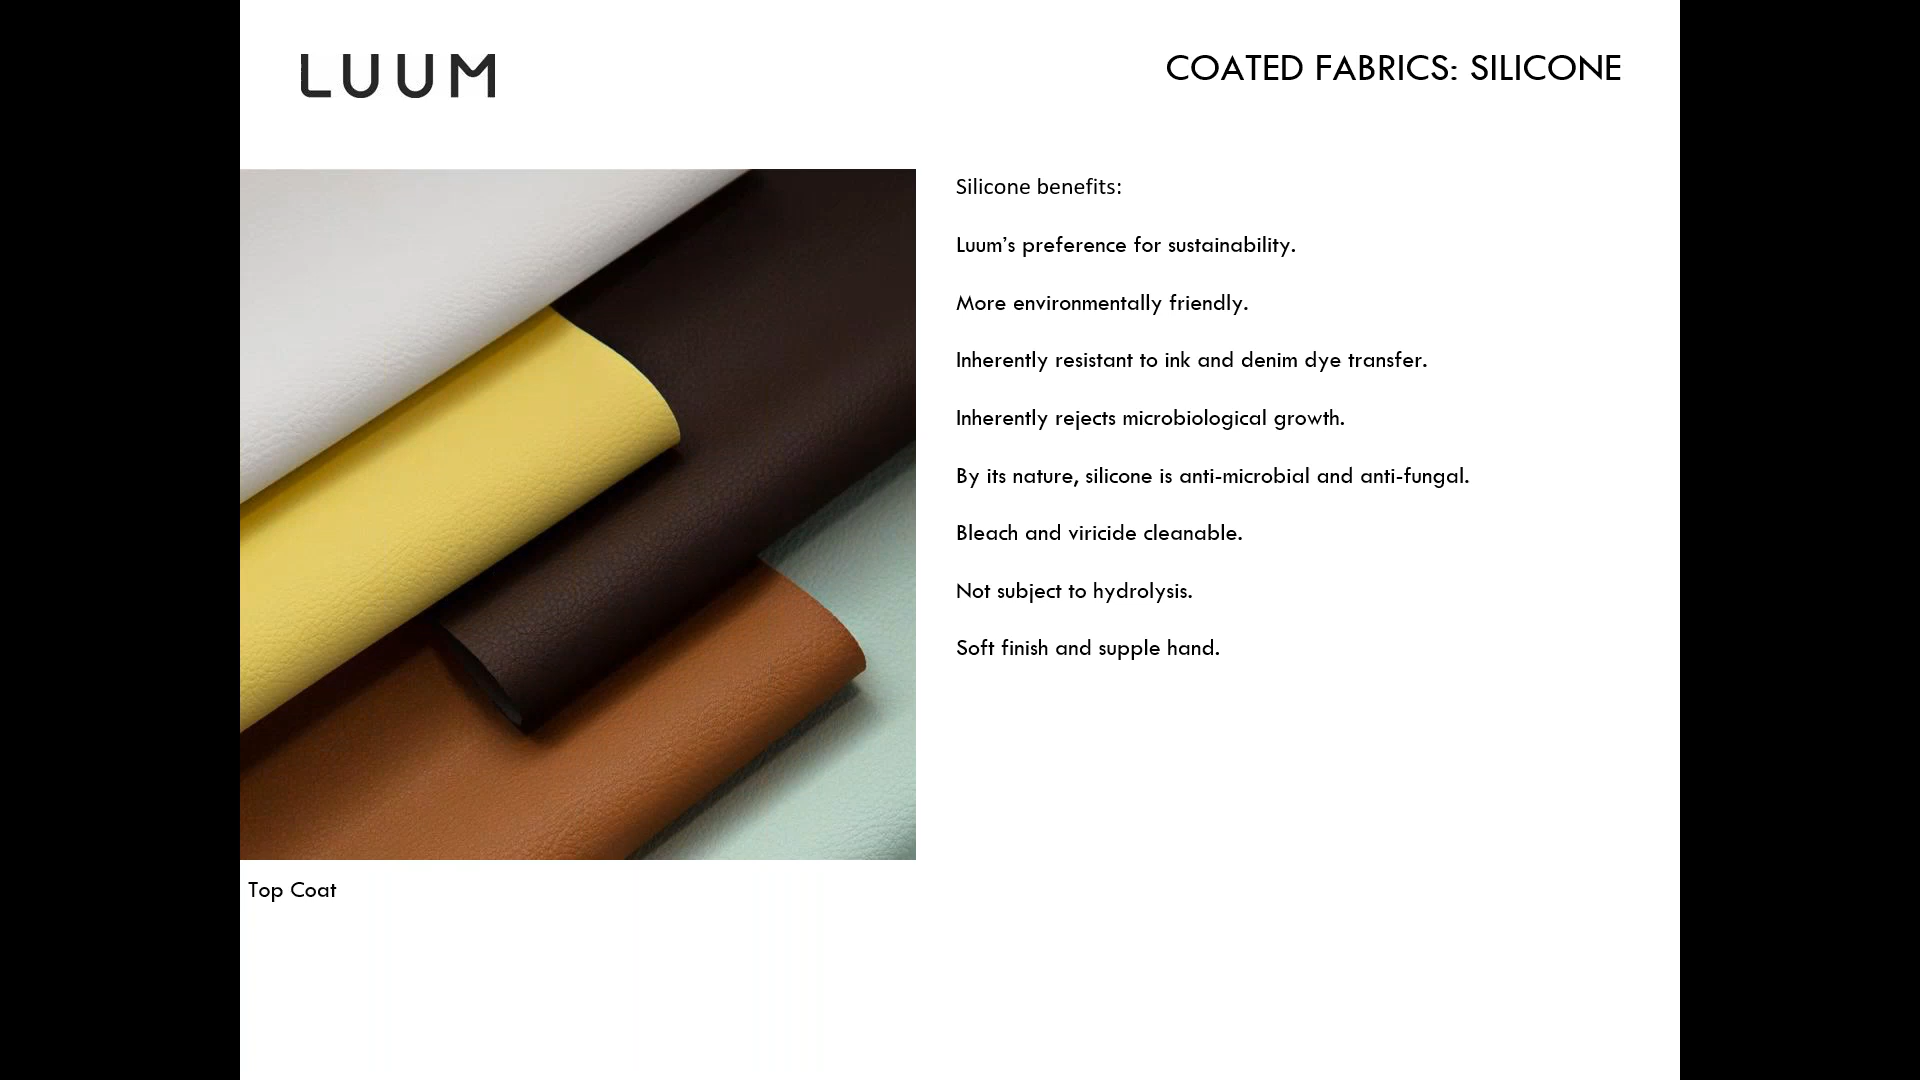 LUUM
COATED FABRICS: SILICONE
Silicone benefits:
Luum’s preference for sustainability.
More environmentally friendly.
Inherently resistant to ink and denim dye transfer.
Inherently rejects microbiological growth.
By its nature, silicone is anti-microbial and anti-fungal.
Bleach and viricide cleanable.
Not subject to hydrolysis.
Soft finish and supple hand.
Top Coat